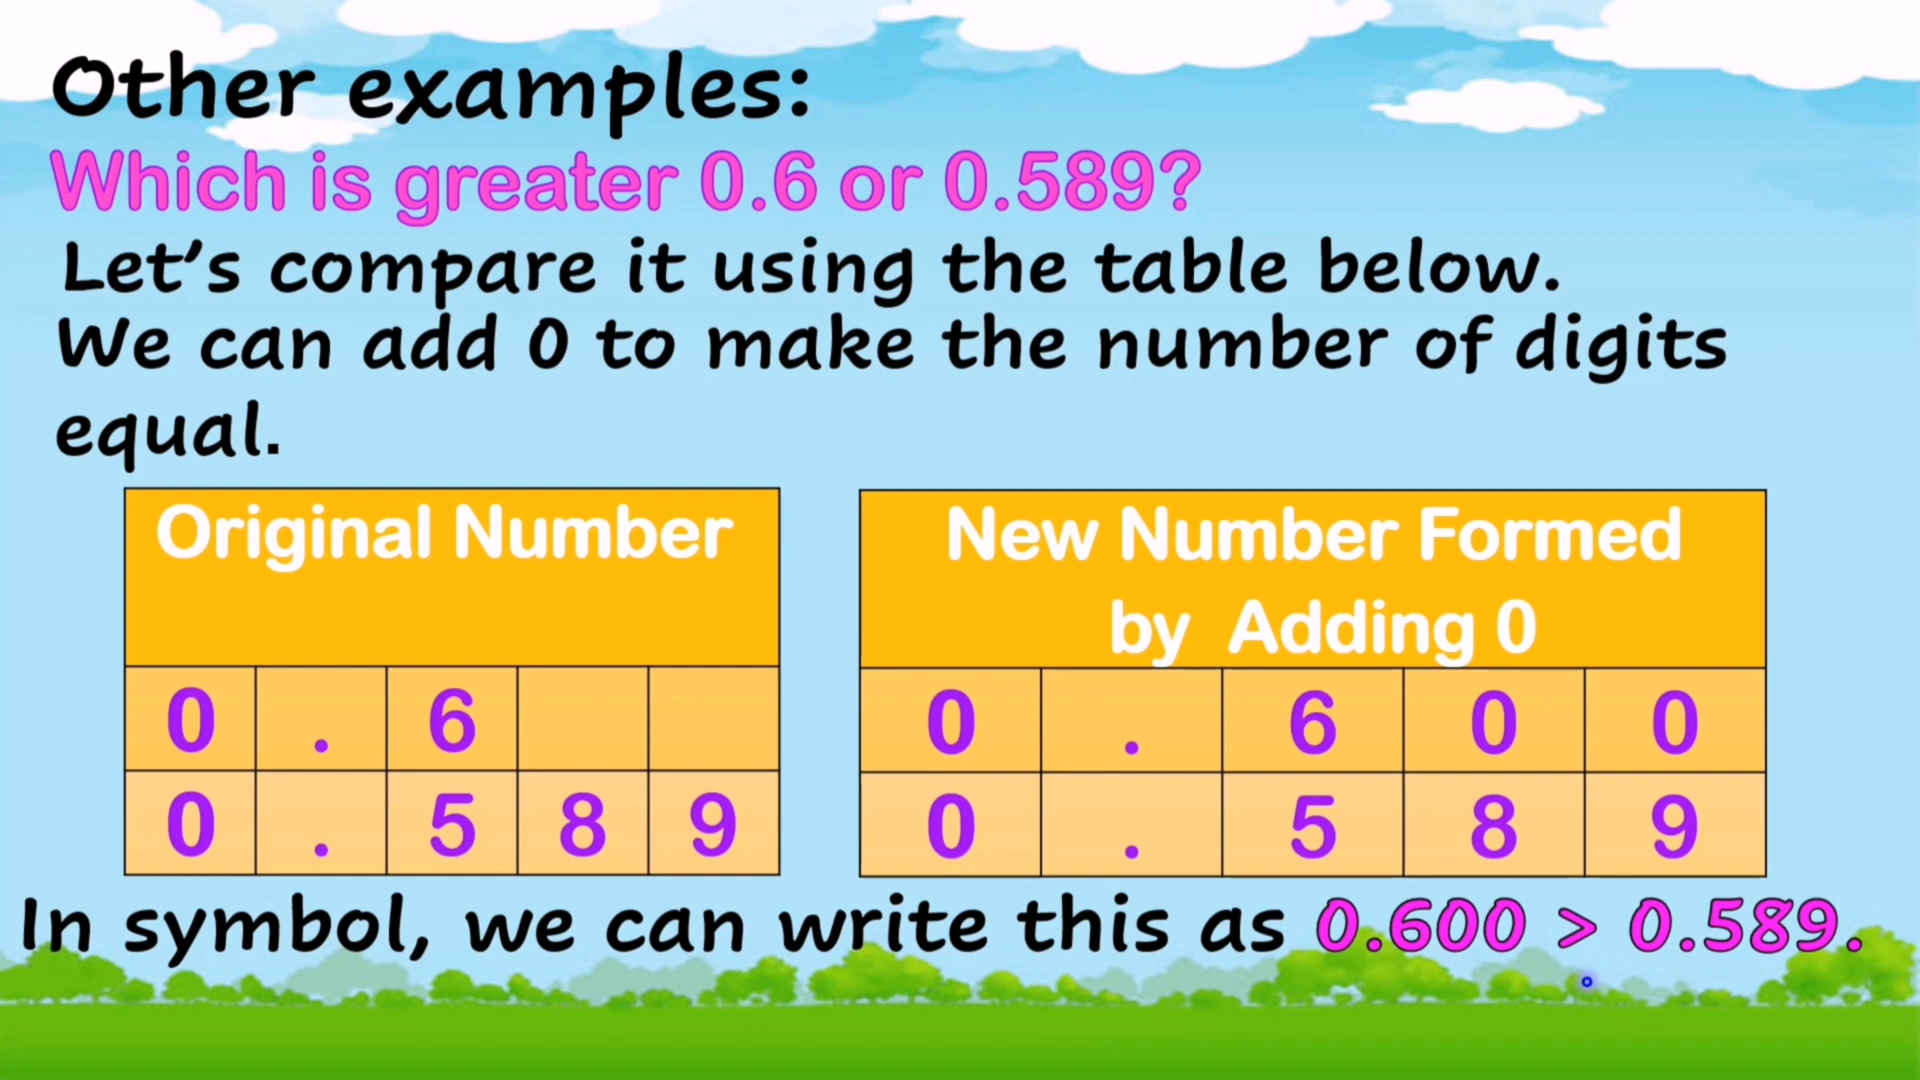 Other examples:
Which is greater 0.6 or 0.589?
Let's compare it using the table below.
We can add 0 to make the number of digits
equal.
Original Number
0 . 6
0 . 5 8 9
New Number Formed
by Adding 0
0 . 6 0 0
0 . 5 8 9
In symbol, we can write this as 0.600 > 0.589.